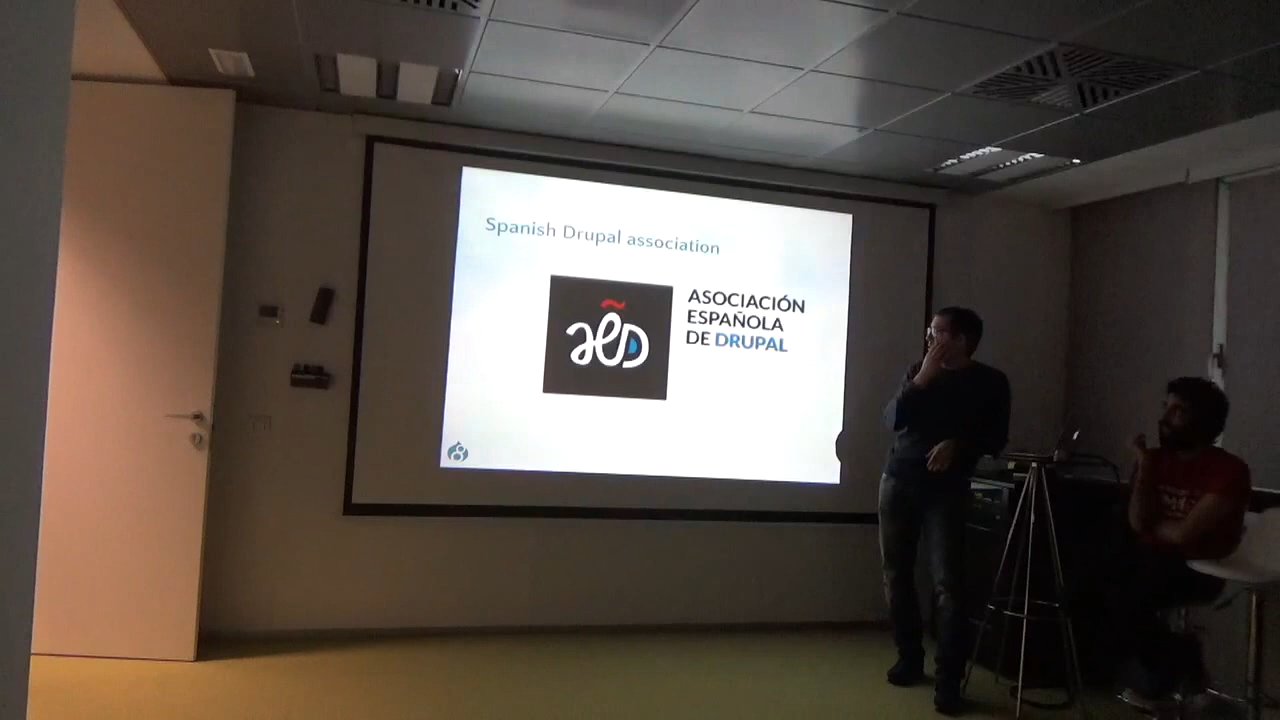 Spanish Drupal association
aeD
ASOCIACIÓN
ESPAÑOLA
DE DRUPAL